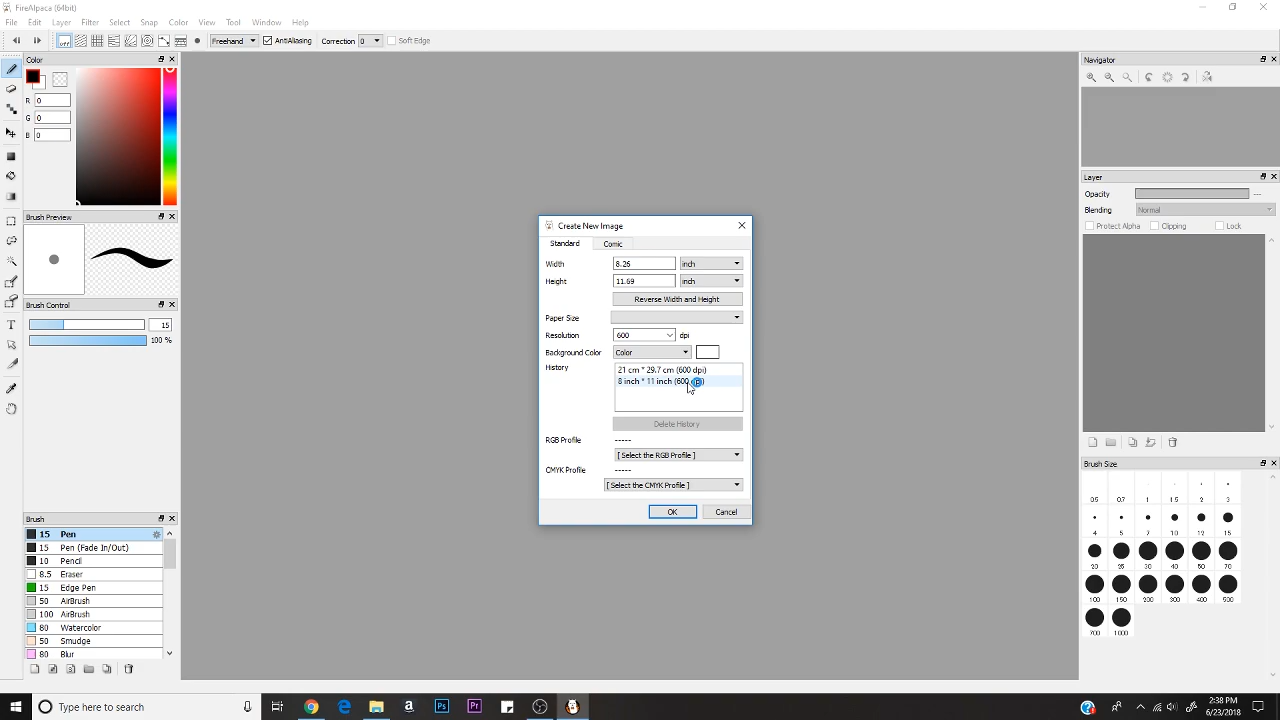 FireAlpaca (64bit)
File Edit Layer Filter Select Snap Color View Tool Window Help
off Freehand AntiAliasing Correction 0 Soft Edge
Color
R 0
G 0
B 0
Brush Preview
Brush Control
15
100 %
Brush
15 Pen
15 Pen (Fade In/Out)
10 Pencil
8.5 Eraser
15 Edge Pen
50 AirBrush
100 AirBrush
80 Watercolor
50 Smudge
80 Blur
Create New Image
Standard Comic
Width 8.26 inch
Height 11.69 inch
Reverse Width and Height
Paper Size
Resolution 600 dpi
Background Color Color
History
21 cm * 29.7 cm (600 dpi)
8 inch * 11 inch (600 dpi)
Delete History
RGB Profile -----
[ Select the RGB Profile ]
CMYK Profile -----
[ Select the CMYK Profile ]
OK Cancel
Navigator
Layer
Opacity ---
Blending Normal
Protect Alpha Clipping Lock
Brush Size
0.5 0.7 1 1.5 2 3
4 5 7 10 12 15
20 25 30 40 50 70
100 150 200 300 400 500
700 1000
Type here to search
a Ps Pr
2:38 PM
6/23/2018